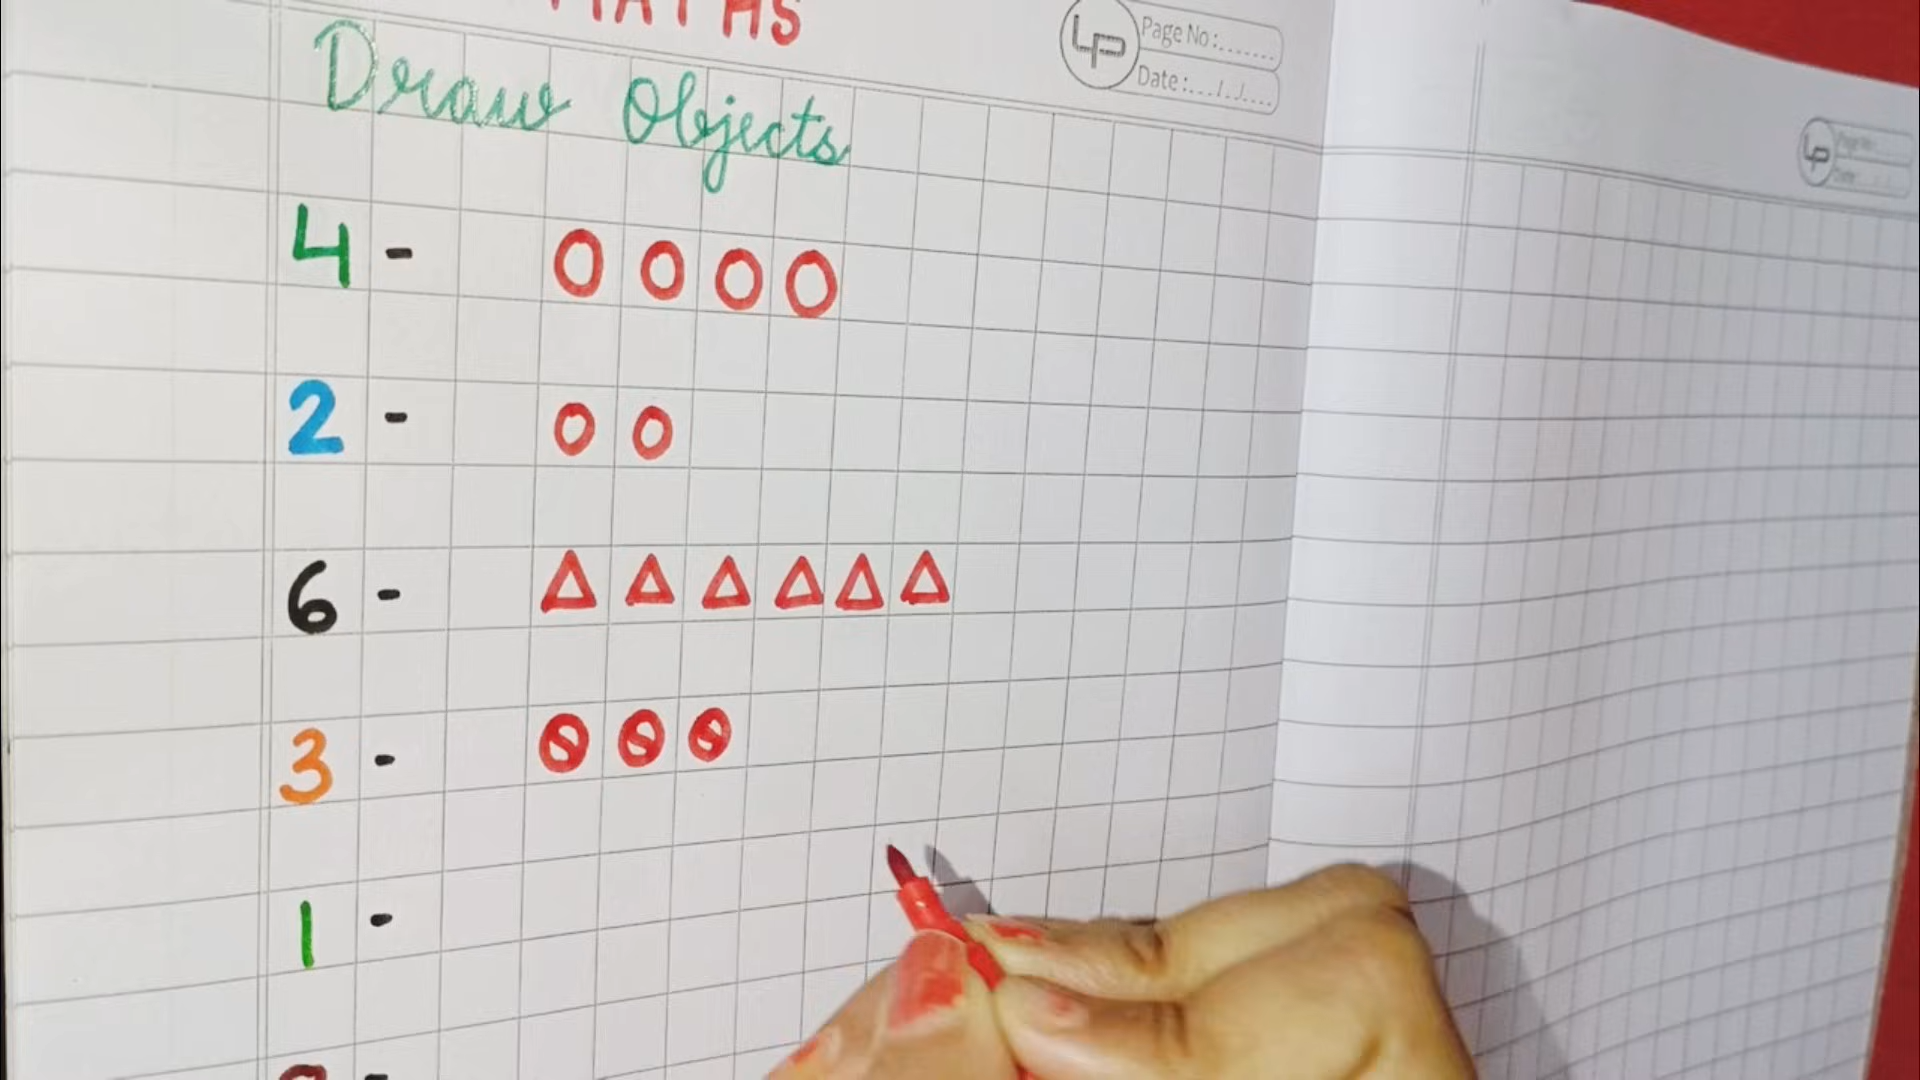 MATHS
Page No:.......
Date:.../../....
Draw Objects
4 -
2 -
6 -
3 -
1 -